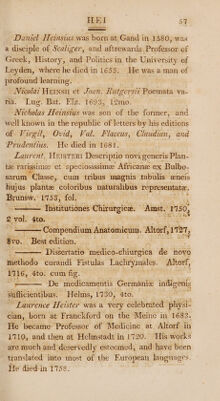 HEI 57
Daniel Heinsius was born at Gand in 1580, was
a disciple of Scaliger, and afterwards Professor of
Greek, History, and Politics in the University of
Leyden, where he died in 1655. He was a man of
profound learning.
Nicolai HEINSII et Joan. Rutgersii Poemata va-
ria. Lug. Bat. Elz. 1653, 12mo.
Nicholas Heinsius was son of the former, and
well known in the republic of letters by his editions
of Virgil, Ovid, Val. Flaccus, Claudian, and
Prudentius. He died in 1681.
Laurent. HEISTERI Descriptio novi generis Plan-
tæ rarissimæ et speciosissimæ Africanæ ex Bulbo-
sarum Classe, cum tribus magnis tabulis æneis
hujus plantæ coloribus naturalibus representatæ.
Brunsw. 1753, fol.
—— Institutiones Chirurgicæ. Amst. 1750,
2 vol. 4to.
—— Compendium Anatomicum. Altorf, 1727,
8vo. Best edition.
—— Dissertatio medico-chirurgica de novo
methodo curandi Fistulas Lachrymales. Altorf,
1716, 4to. cum fig.
—— De medicamentis Germaniæ indigenis
sufficientibus. Helms, 1730, 4to.
Laurence Heister was a very celebrated physi-
cian, born at Franckford on the Meine in 1683.
He became Professor of Medicine at Altorf in
1710, and then at Helmstadt in 1720. His works
are much and deservedly esteemed, and have been
translated into most of the European languages.
He died in 1758.